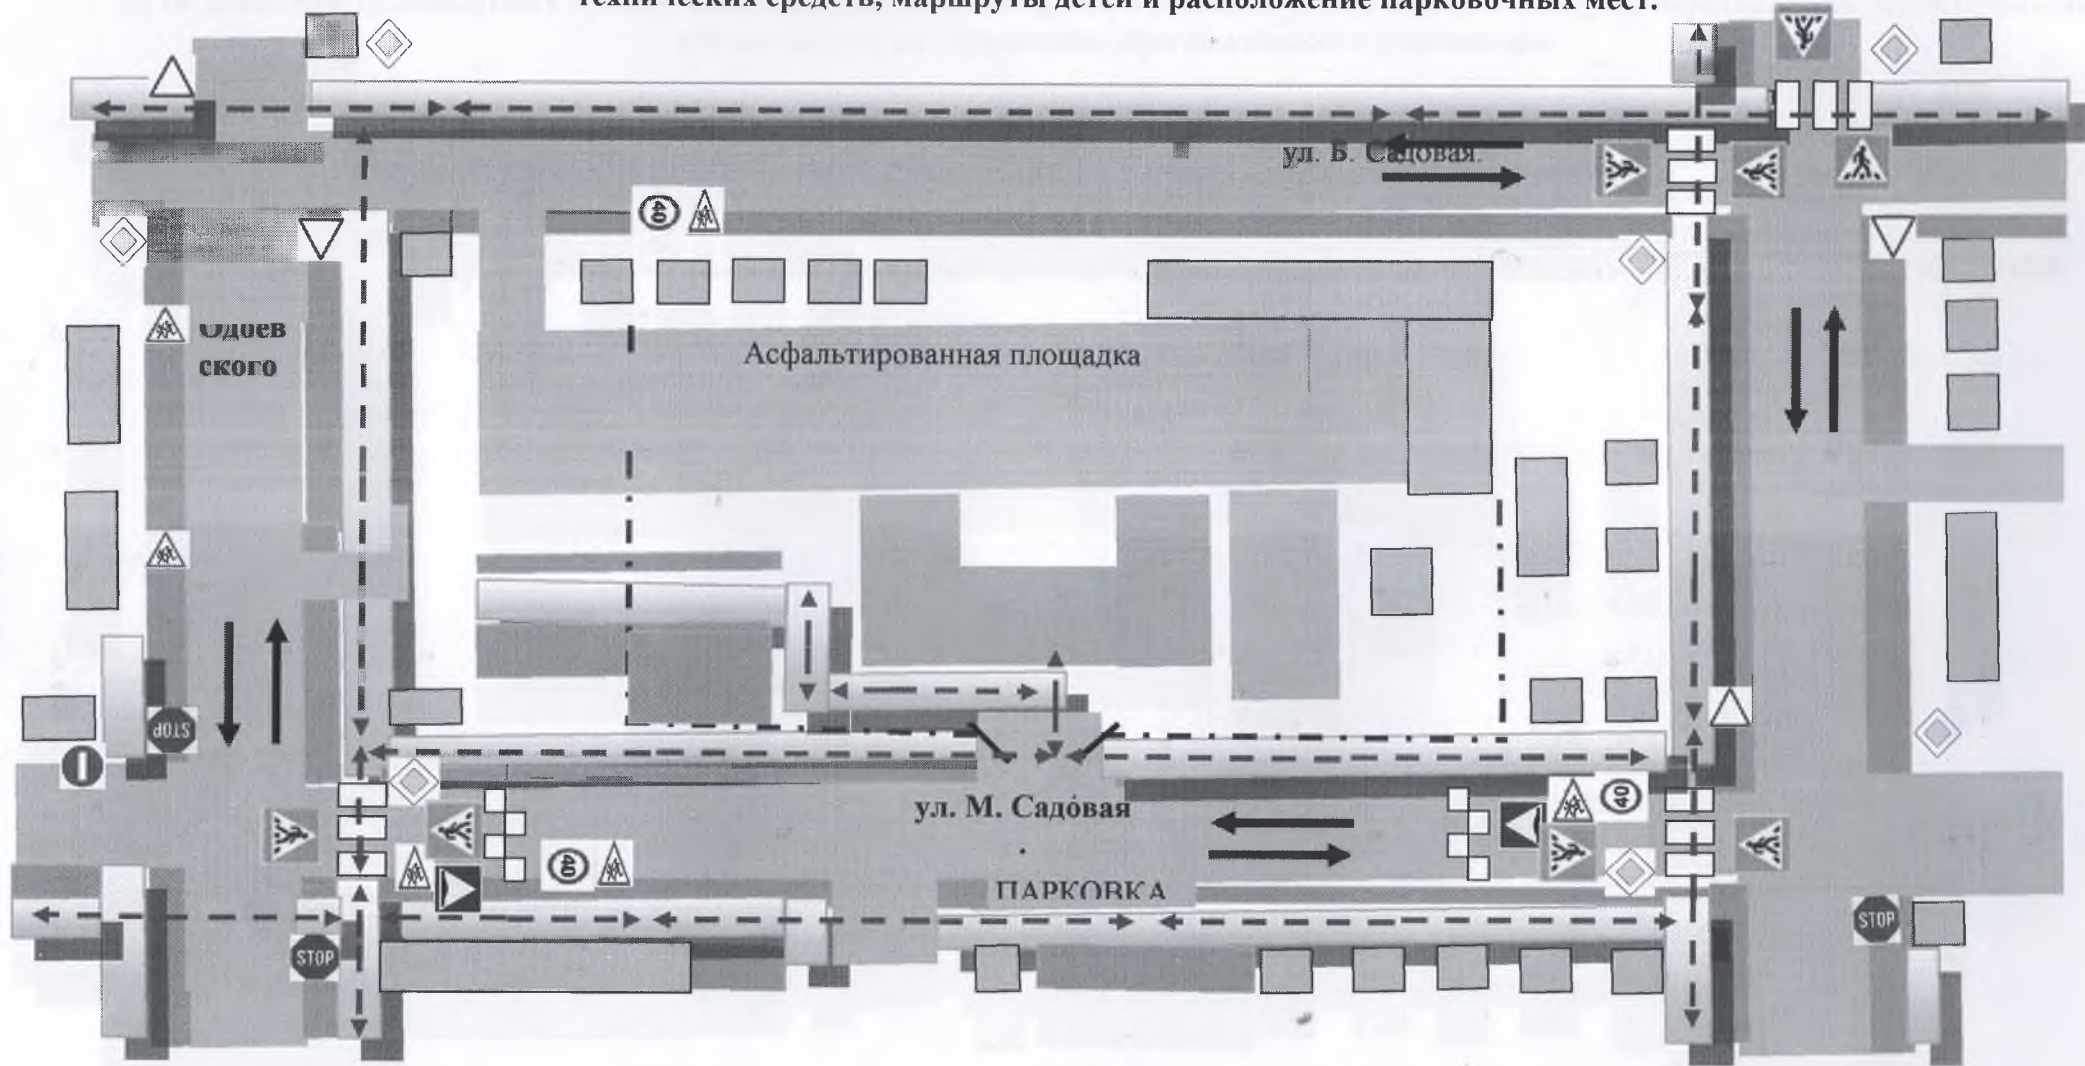 технических средств, маршруты детей и расположение парковочных мест.
ул. Б. Садовая.
40
Одоев
ского
Асфальтированная площадка
STOP
ул. М. Садовая
40
40
ПАРКОВКА
STOP
STOP